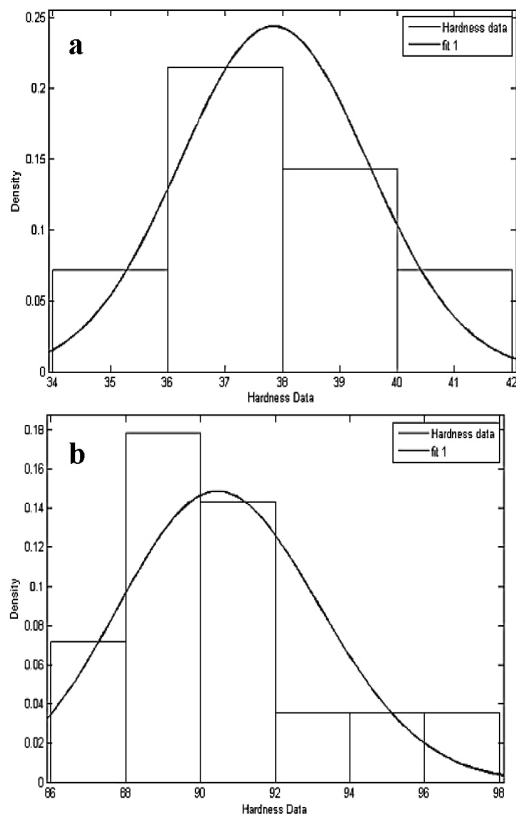 a
Hardness data
fit 1
0.25
0.2
0.15
0.1
0.05
0
Density
34 35 36 37 38 39 40 41 42
Hardness Data
b
Hardness data
fit 1
0.18
0.16
0.14
0.12
0.1
0.08
0.06
0.04
0.02
0
Density
66 68 90 92 94 96 98
Hardness Data